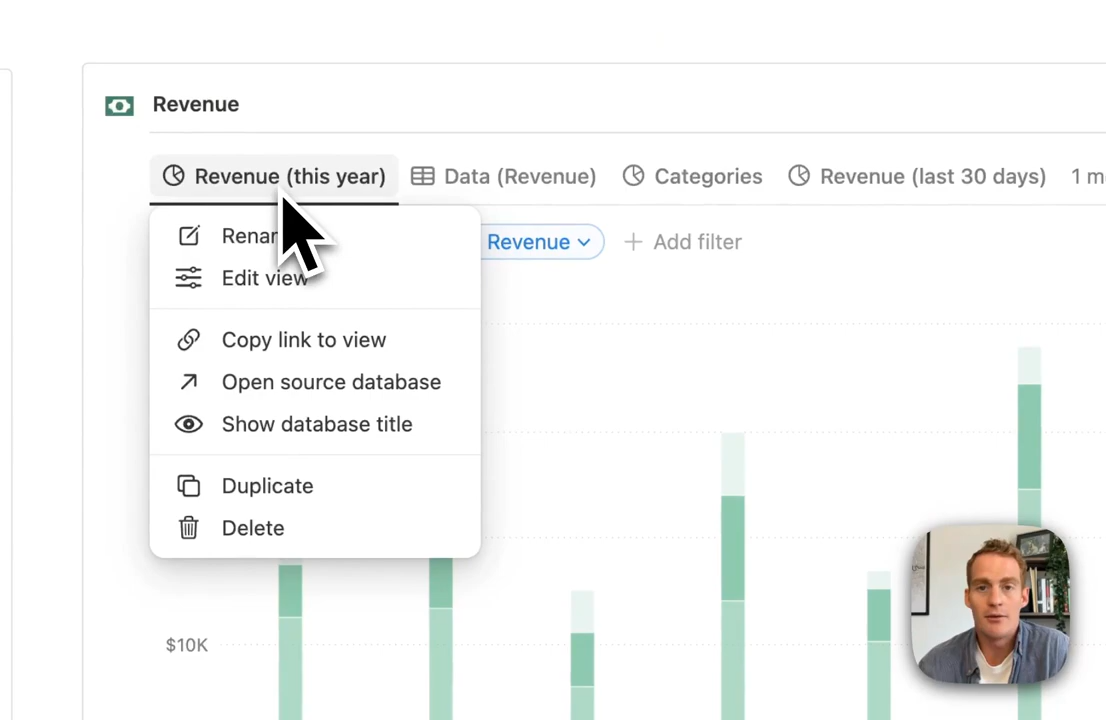 Revenue
Revenue (this year) Data (Revenue) Categories Revenue (last 30 days) 1 m
Revenue Add filter
Edit view
Copy link to view
Open source database
Show database title
Duplicate
Delete
$10K